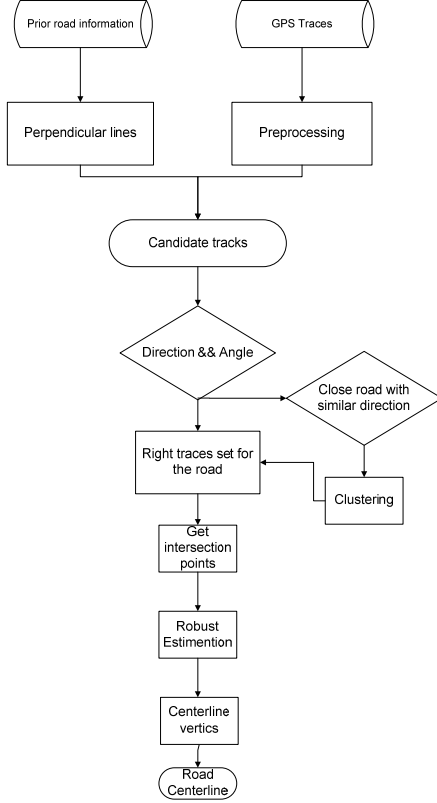 Prior road information
GPS Traces
Perpendicular lines
Preprocessing
Candidate tracks
Direction && Angle
Close road with
similar direction
Right traces set for
the road
Clustering
Get
intersection
points
Robust
Estimention
Centerline
vertics
Road
Centerline